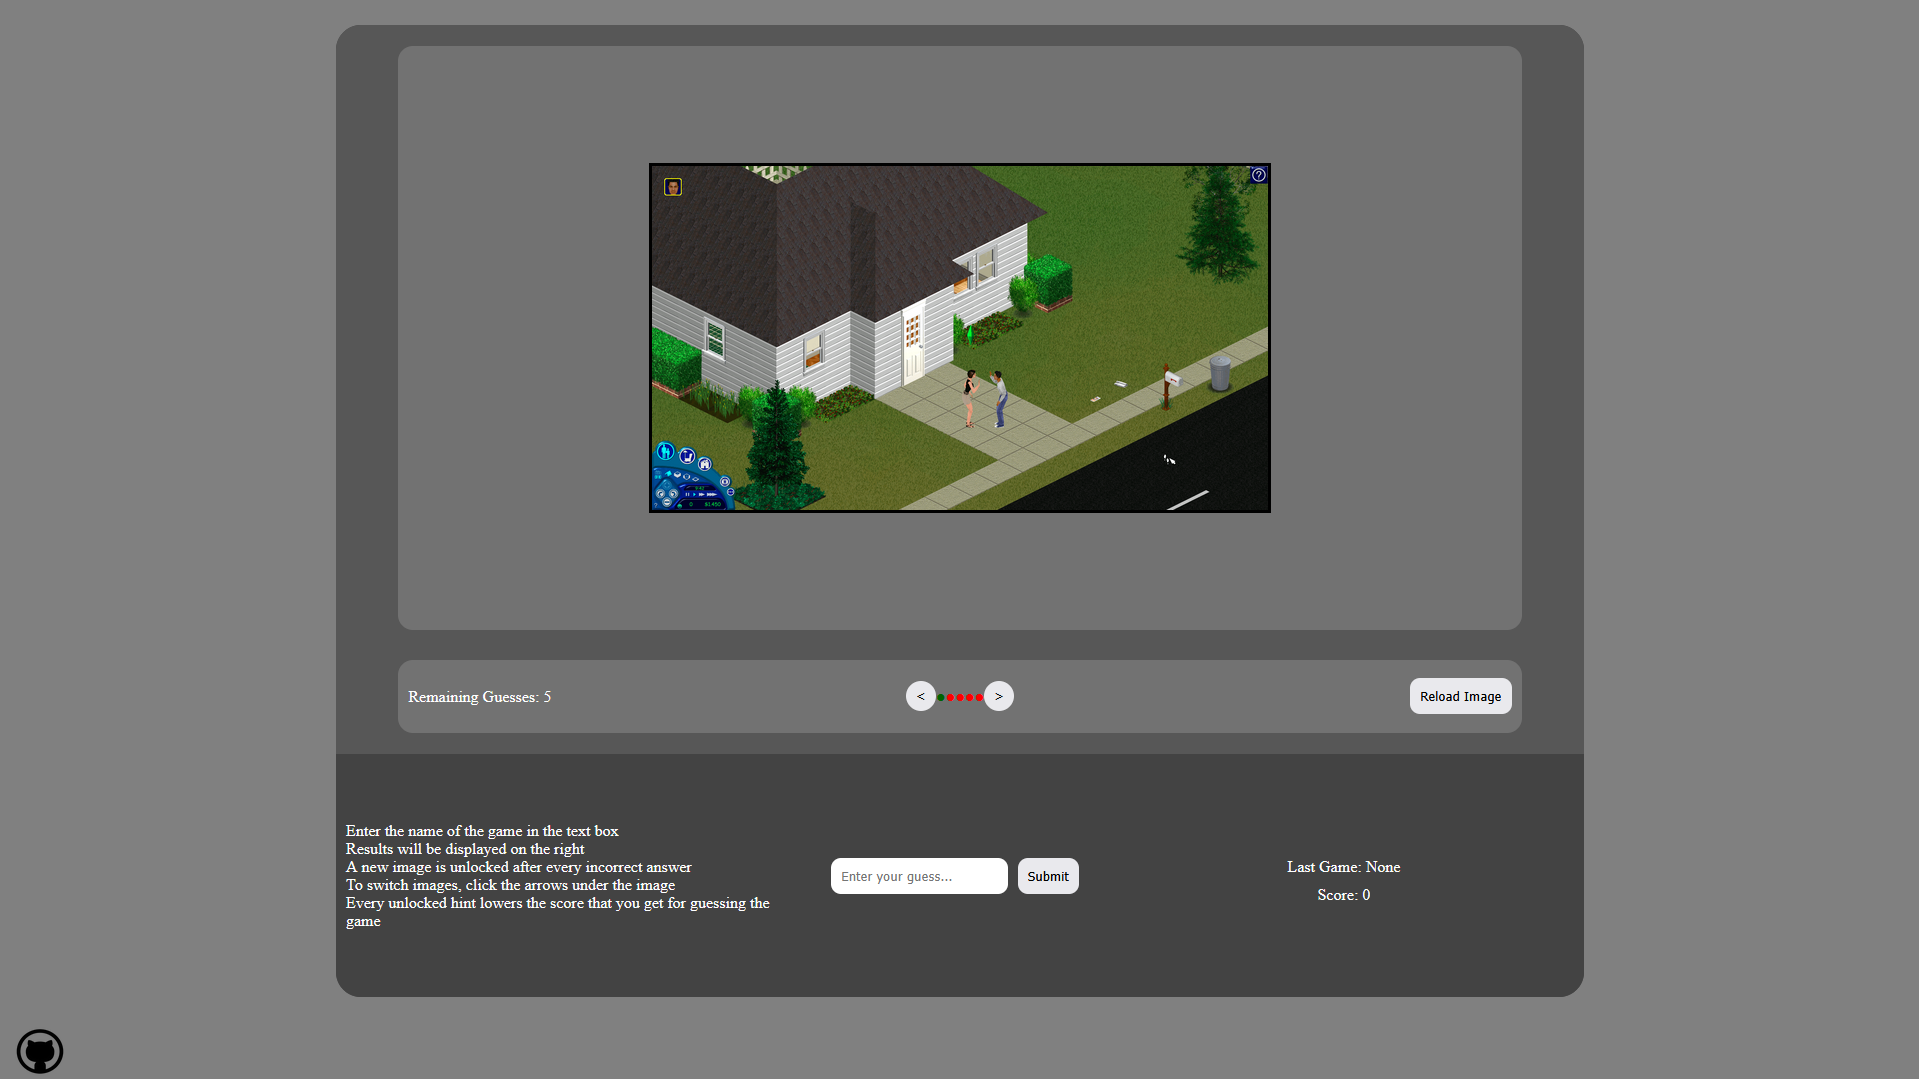 Remaining Guesses: 5
<
>
Reload Image
Enter the name of the game in the text box
Results will be displayed on the right
A new image is unlocked after every incorrect answer
To switch images, click the arrows under the image
Every unlocked hint lowers the score that you get for guessing the
game
Enter your guess...
Submit
Last Game: None
Score: 0